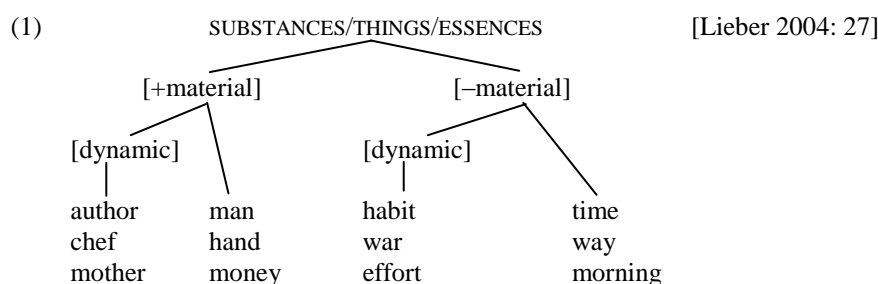 (1) SUBSTANCES/THINGS/ESSENCES [Lieber 2004: 27]
[+material] [–material]
[dynamic] [dynamic]
author man habit time
chef hand war way
mother money effort morning